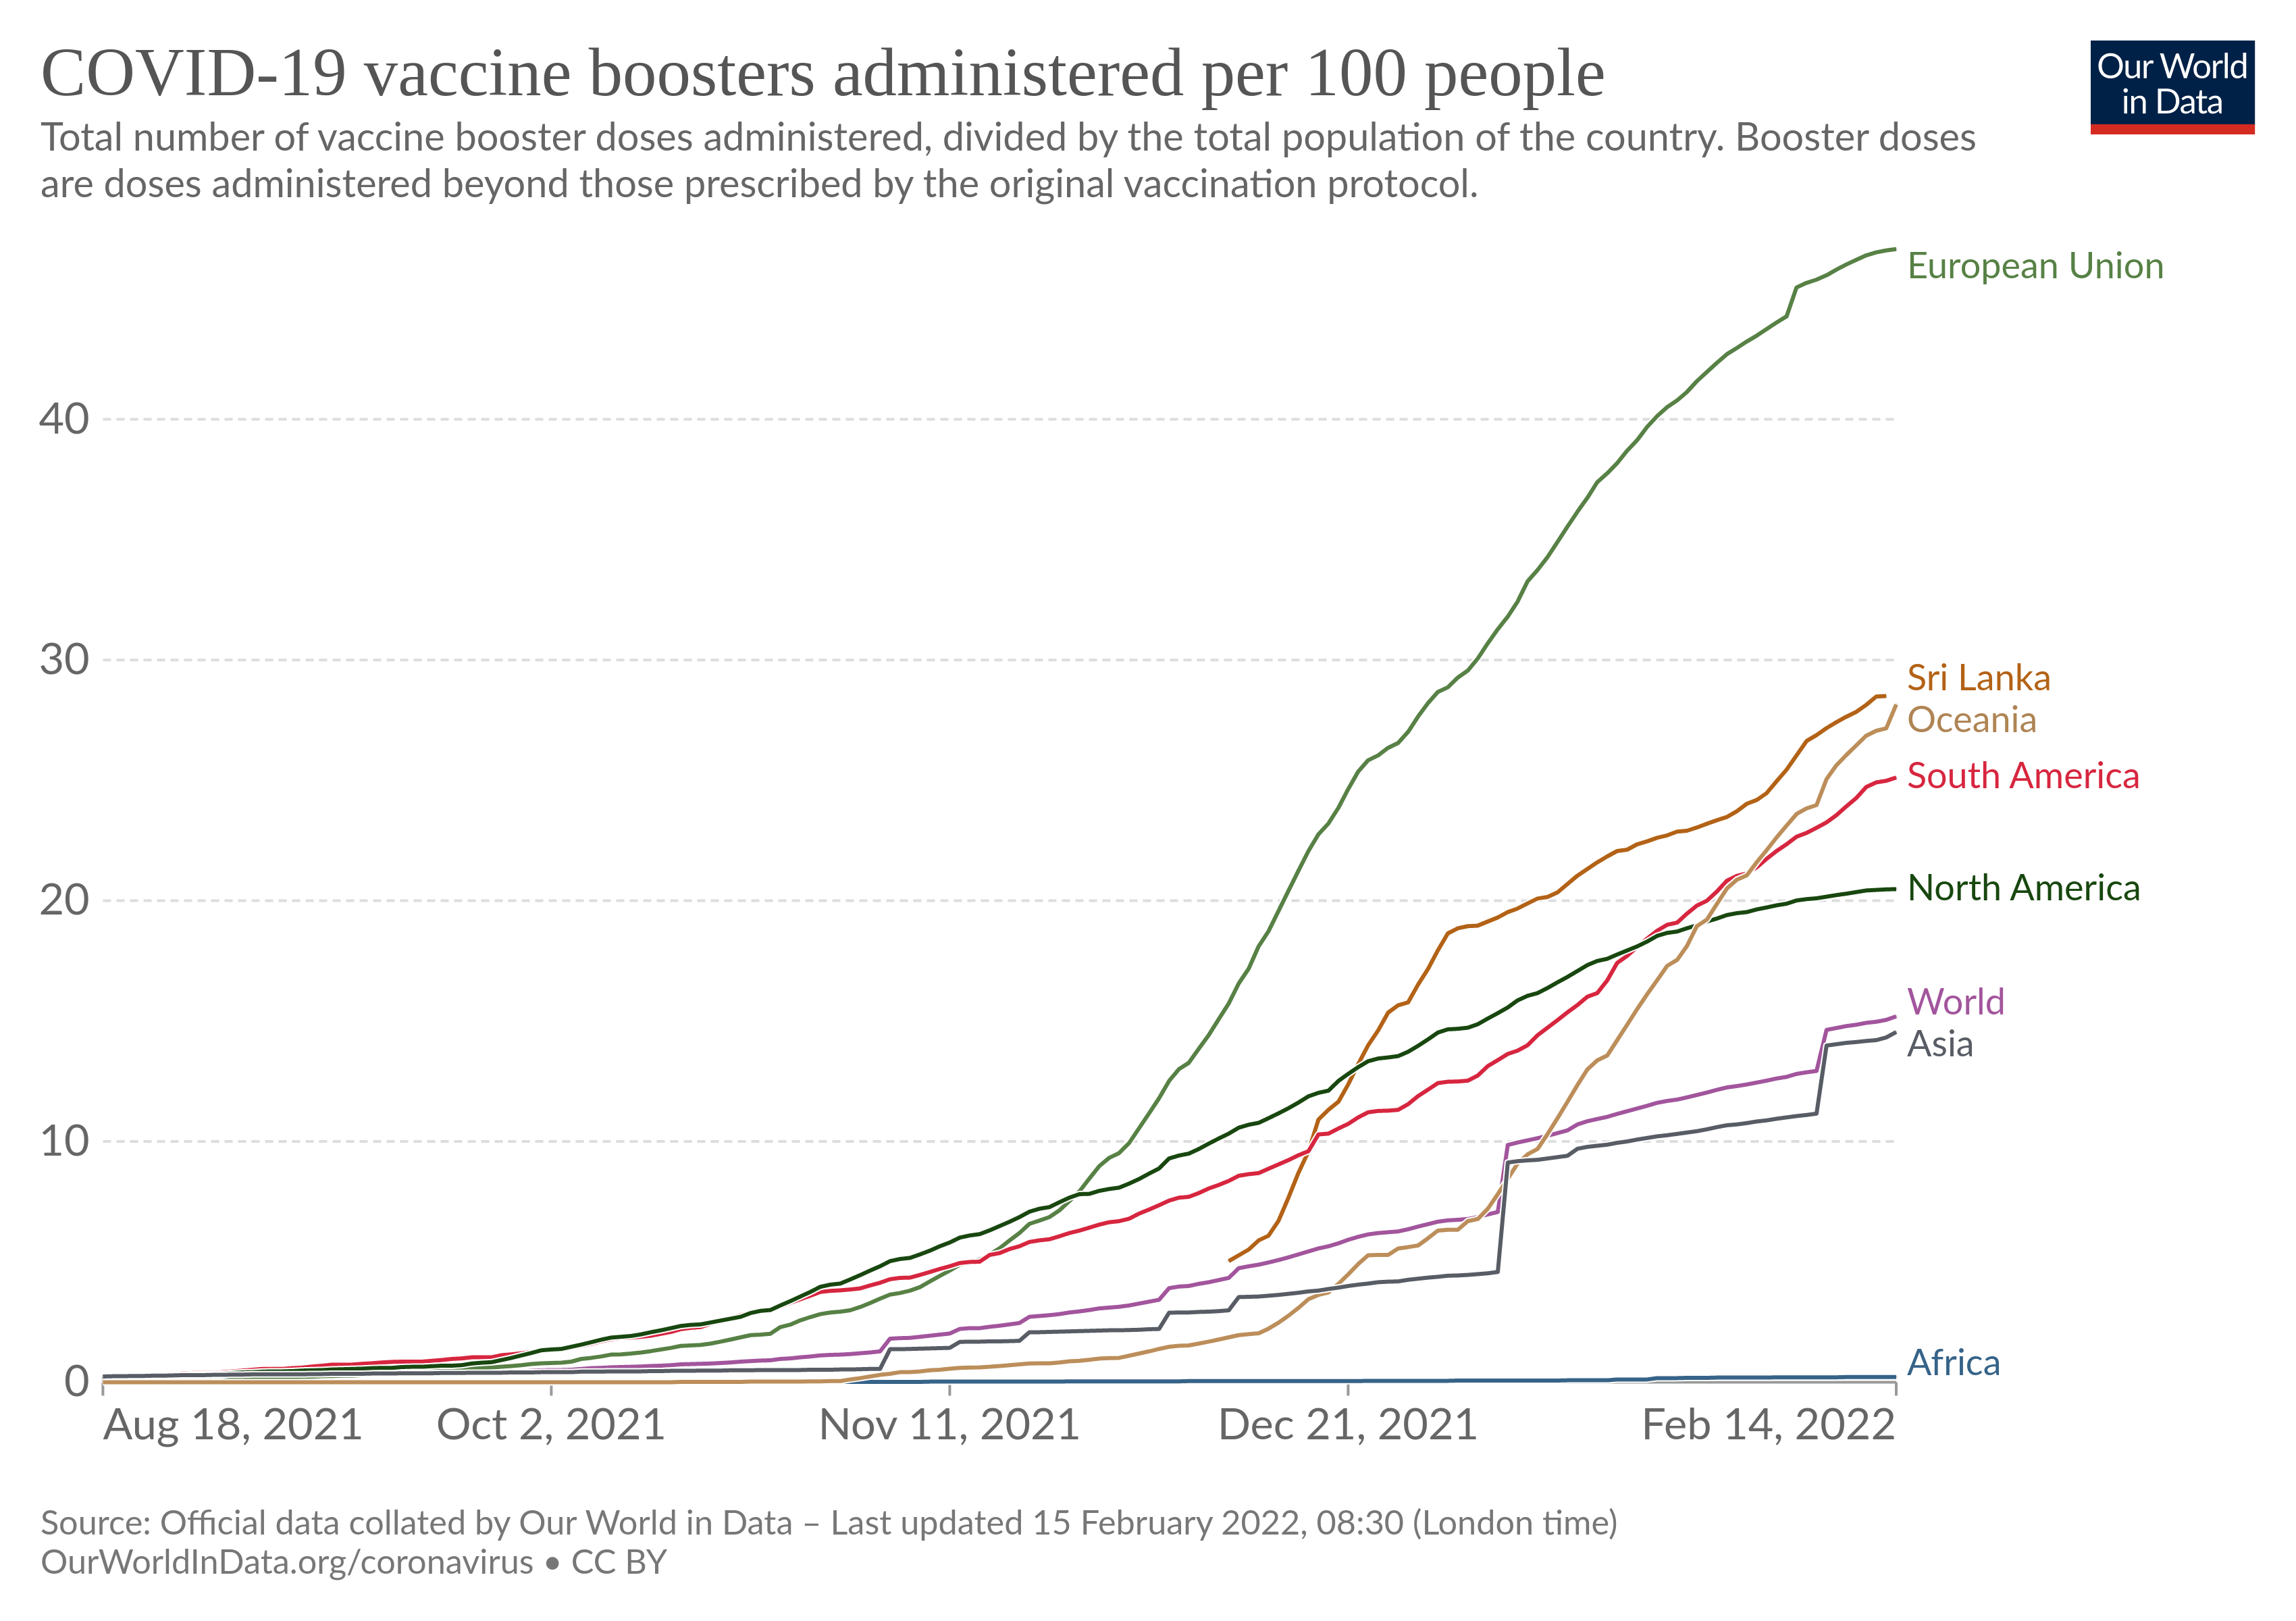 COVID-19 vaccine boosters administered per 100 people
Our World
in Data
Total number of vaccine booster doses administered, divided by the total population of the country. Booster doses
are doses administered beyond those prescribed by the original vaccination protocol.
European Union
40
30
Sri Lanka
Oceania
South America
North America
20
World
Asia
10
Africa
0
Aug 18, 2021
Oct 2, 2021
Nov 11, 2021
Dec 21, 2021
Feb 14, 2022
Source: Official data collated by Our World in Data – Last updated 15 February 2022, 08:30 (London time)
OurWorldInData.org/coronavirus • CC BY